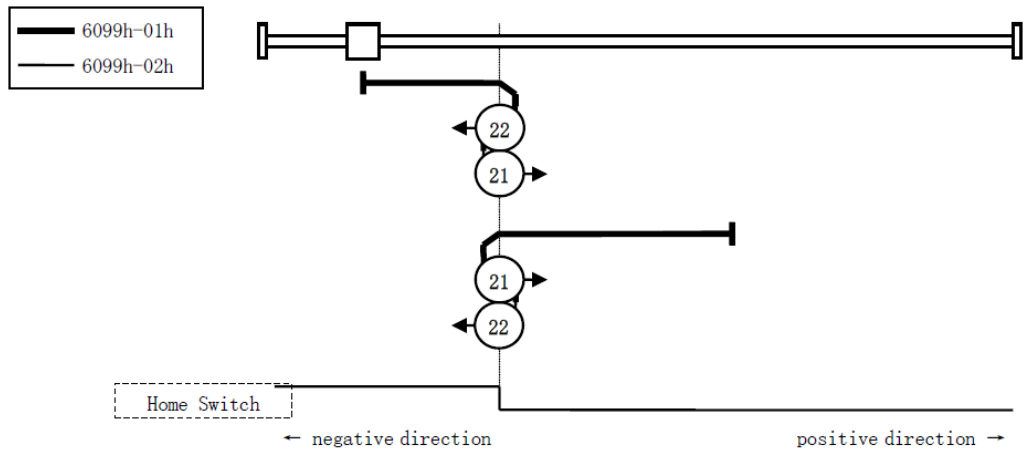 6099h-01h
6099h-02h
22
21
21
22
Home Switch
← negative direction
positive direction →